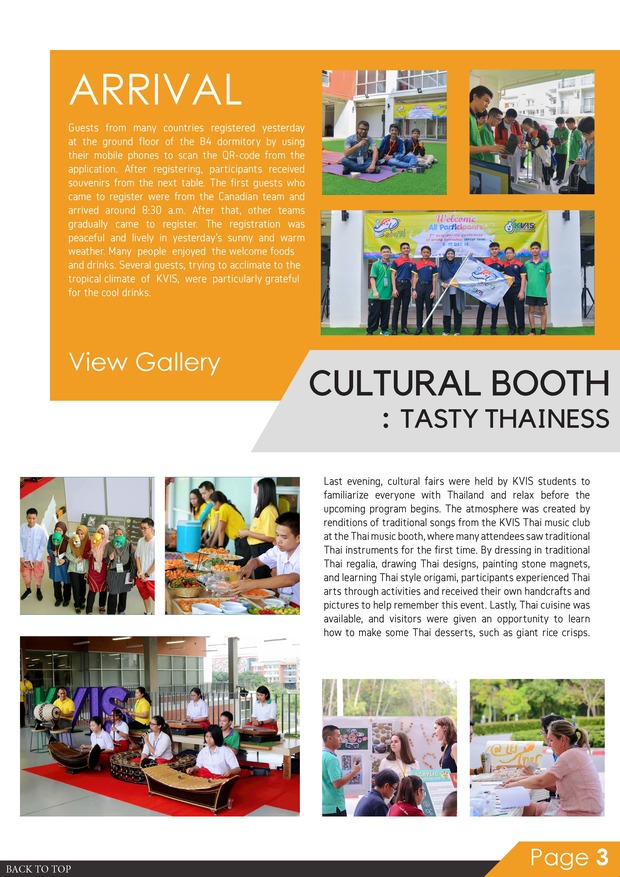 ARRIVAL
Guests from many countries registered yesterday
at the ground floor of the B4 dormitory by using
their mobile phones to scan the QR-code from the
application. After registering, participants received
souvenirs from the next table. The first guests who
came to register were from the Canadian team and
arrived around 8:30 a.m. After that, other teams
gradually came to register. The registration was
peaceful and lively in yesterday's sunny and warm
weather. Many people enjoyed the welcome foods
and drinks. Several guests, trying to acclimate to the
tropical climate of KVIS, were particularly grateful
for the cool drinks.
View Gallery
Welcome
All Participants
KVIS
CULTURAL BOOTH
: TASTY THAINESS
Last evening, cultural fairs were held by KVIS students to
familiarize everyone with Thailand and relax before the
upcoming program begins. The atmosphere was created by
renditions of traditional songs from the KVIS Thai music club
at the Thai music booth, where many attendees saw traditional
Thai instruments for the first time. By dressing in traditional
Thai regalia, drawing Thai designs, painting stone magnets,
and learning Thai style origami, participants experienced Thai
arts through activities and received their own handcrafts and
pictures to help remember this event. Lastly, Thai cuisine was
available, and visitors were given an opportunity to learn
how to make some Thai desserts, such as giant rice crisps.
KVIS
Page 3
BACK TO TOP